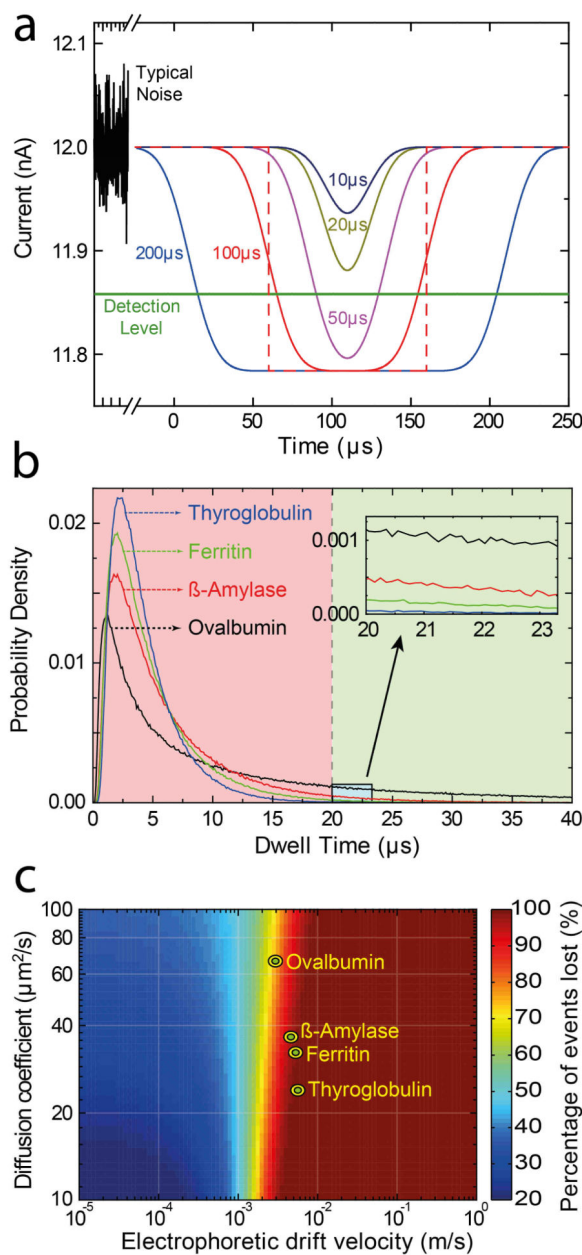 a
12.1
12.0
11.9
11.8
Current (nA)
Typical
Noise
10µs
20µs
200µs
100µs
50µs
Detection
Level
0
50
100
150
200
250
Time (µs)
b
0.02
0.01
0.00
Probability Density
Thyroglobulin
Ferritin
ß-Amylase
Ovalbumin
0.001
0.000
20
21
22
23
0
5
10
15
20
25
30
35
40
Dwell Time (µs)
c
100
80
60
40
20
10
Diffusion coefficient (µm²/s)
Ovalbumin
ß-Amylase
Ferritin
Thyroglobulin
10⁻⁵
10⁻⁴
10⁻³
10⁻²
10⁻¹
10⁰
Electrophoretic drift velocity (m/s)
100
90
80
70
60
50
40
30
20
Percentage of events lost (%)